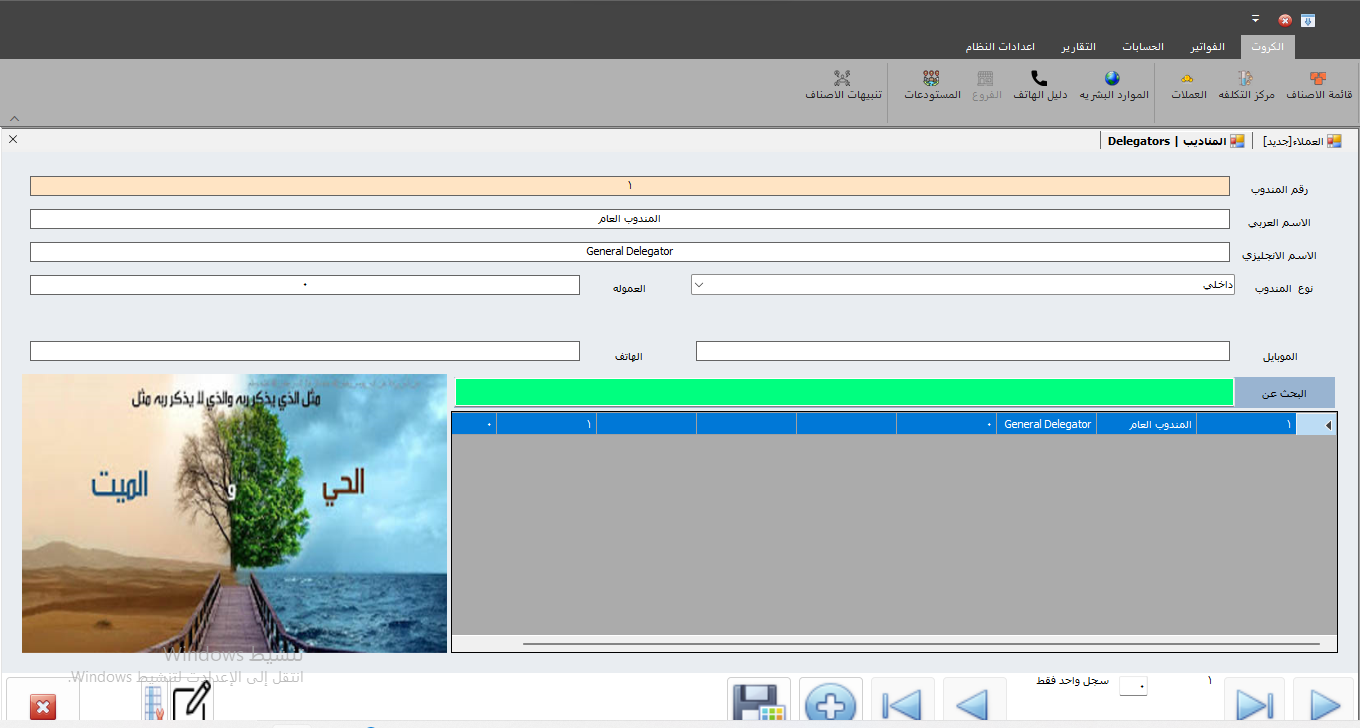 الكروت الفواتير الحسابات التقارير اعدادات النظام
قائمة الاصناف مركز التكلفه العملات الموارد البشريه دليل الهاتف الفروع المستودعات تنبيهات الاصناف
العملاء[جديد] المناديب | Delegators
رقم المندوب ١
الاسم العربي المندوب العام
الاسم الانجليزي General Delegator
نوع المندوب داخلي العموله ٠
الموبايل الهاتف
البحث عن
١ المندوب العام General Delegator ٠ ١ ٠
مثل الذي يذكر ربه والذي لا يذكر ربه مثل
الحي و الميت
تنشيط Windows
انتقل إلى الإعدادت لتنشيط Windows.
١ ٠ سجل واحد فقط